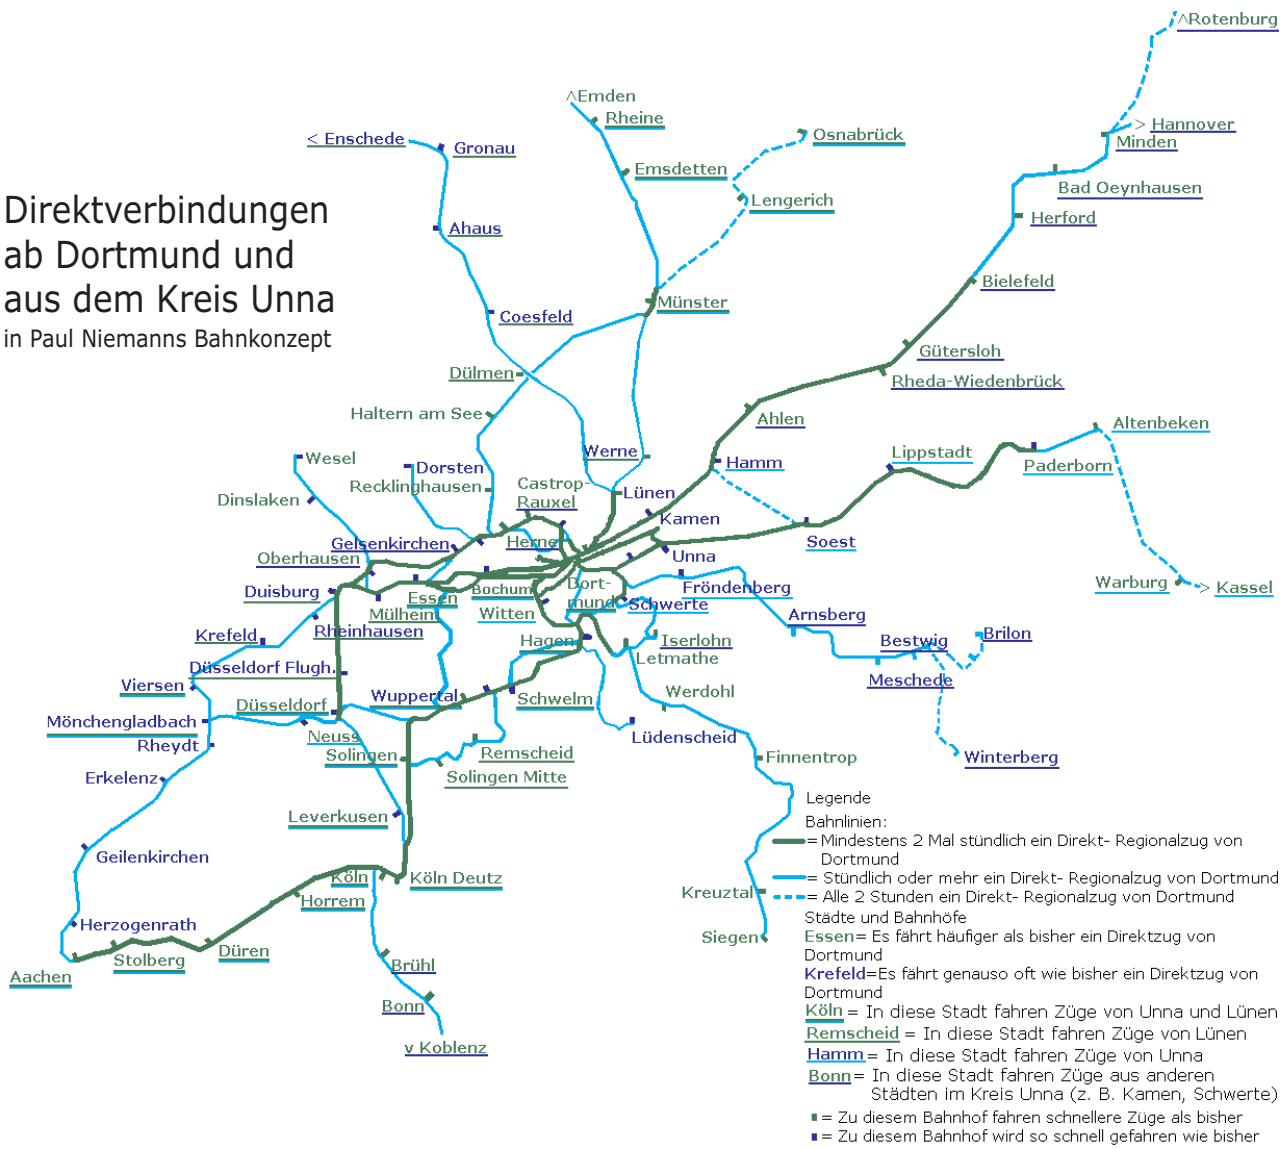 Direktverbindungen
ab Dortmund und
aus dem Kreis Unna
in Paul Niemanns Bahnkonzept
^Rotenburg
> Hannover
Minden
Bad Oeynhausen
Herford
Bielefeld
Gütersloh
Rheda-Wiedenbrück
Ahlen
Hamm
^Emden
Rheine
Emsdetten
Osnabrück
Lengerich
Münster
< Enschede
Gronau
Ahaus
Coesfeld
Dülmen
Haltern am See
Werne
Lünen
Kamen
Unna
Altenbeken
Paderborn
Lippstadt
Soest
Warburg
> Kassel
Wesel
Dorsten
Recklinghausen
Castrop-
Rauxel
Dinslaken
Gelsenkirchen
Herne
Oberhausen
Duisburg
Mülheim
Essen
Bochum
Witten
Dort-
mund
Schwerte
Fröndenberg
Arnsberg
Bestwig
Brilon
Meschede
Winterberg
Krefeld
Rheinhausen
Hagen
Iserlohn
Letmathe
Düsseldorf Flugh.
Viersen
Wuppertal
Schwelm
Werdohl
Düsseldorf
Mönchengladbach
Neuss
Rheydt
Lüdenscheid
Solingen
Remscheid
Solingen Mitte
Finnentrop
Erkelenz
Leverkusen
Geilenkirchen
Köln
Köln Deutz
Horrem
Kreuztal
Siegen
Herzogenrath
Aachen
Stolberg
Düren
Brühl
Bonn
v Koblenz
Legende
Bahnlinien:
= Mindestens 2 Mal stündlich ein Direkt- Regionalzug von
Dortmund
= Stündlich oder mehr ein Direkt- Regionalzug von Dortmund
= Alle 2 Stunden ein Direkt- Regionalzug von Dortmund
Städte und Bahnhöfe
Essen= Es fährt häufiger als bisher ein Direktzug von
Dortmund
Krefeld=Es fährt genauso oft wie bisher ein Direktzug von
Dortmund
Köln = In diese Stadt fahren Züge von Unna und Lünen
Remscheid = In diese Stadt fahren Züge von Lünen
Hamm = In diese Stadt fahren Züge von Unna
Bonn= In diese Stadt fahren Züge aus anderen
Städten im Kreis Unna (z. B. Kamen, Schwerte)
= Zu diesem Bahnhof fahren schnellere Züge als bisher
= Zu diesem Bahnhof wird so schnell gefahren wie bisher